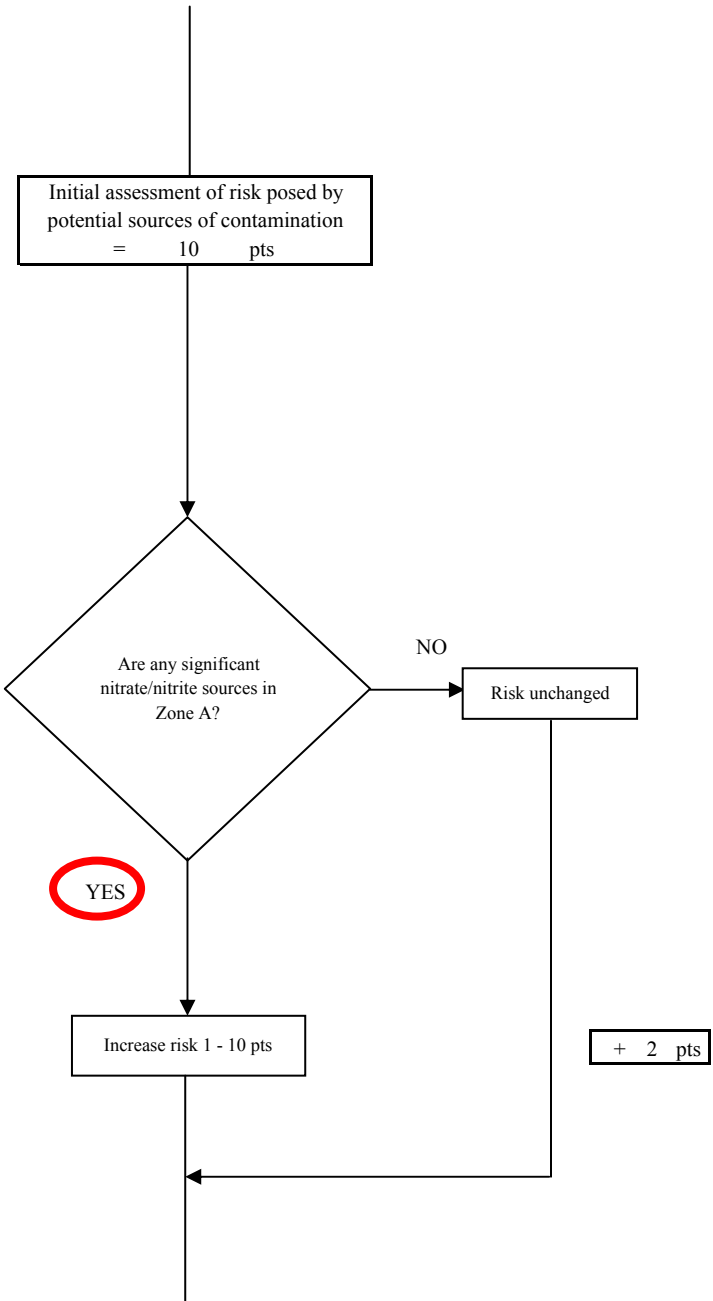 Initial assessment of risk posed by
potential sources of contamination
= 10 pts
Are any significant
nitrate/nitrite sources in
Zone A?
NO
Risk unchanged
YES
Increase risk 1 - 10 pts
+ 2 pts